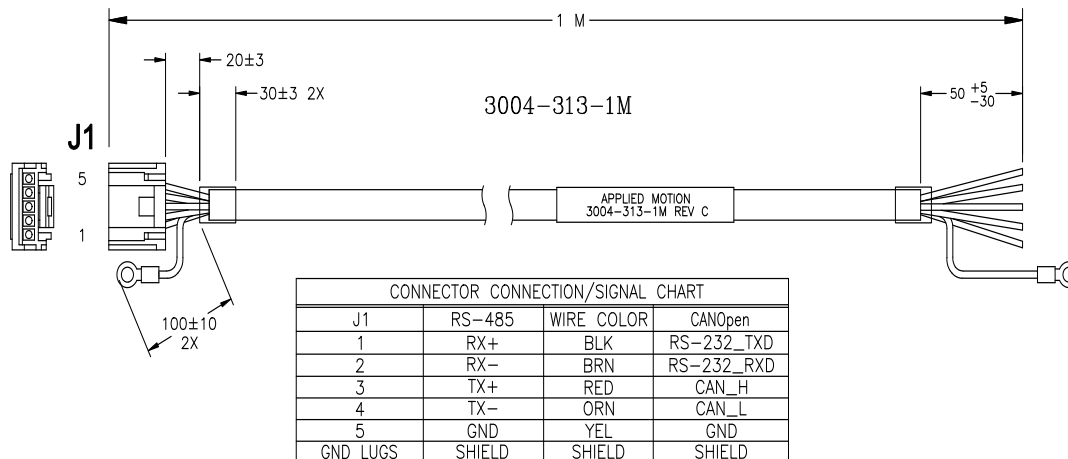 1 M
20±3
30±3 2X
3004-313-1M
50 +5 -30
J1
5
1
APPLIED MOTION
3004-313-1M REV C
100±10
2X
CONNECTOR CONNECTION/SIGNAL CHART
J1 RS-485 WIRE COLOR CANOpen
1 RX+ BLK RS-232_TXD
2 RX- BRN RS-232_RXD
3 TX+ RED CAN_H
4 TX- ORN CAN_L
5 GND YEL GND
GND LUGS SHIELD SHIELD SHIELD